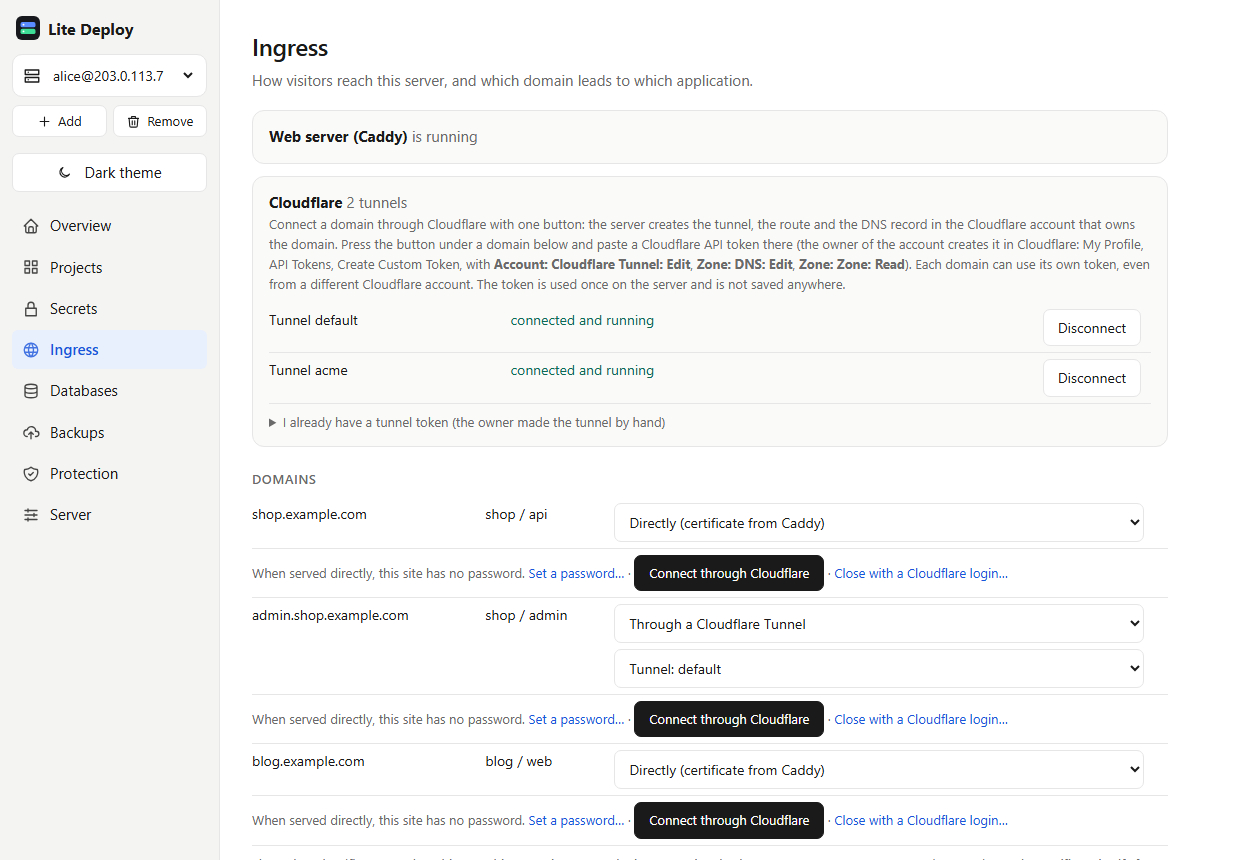 Lite Deploy
alice@203.0.113.7
Add
Remove
Dark theme
Overview
Projects
Secrets
Ingress
Databases
Backups
Protection
Server
Ingress
How visitors reach this server, and which domain leads to which application.
Web server (Caddy) is running
Cloudflare 2 tunnels
Connect a domain through Cloudflare with one button: the server creates the tunnel, the route and the DNS record in the Cloudflare account that owns
the domain. Press the button under a domain below and paste a Cloudflare API token there (the owner of the account creates it in Cloudflare: My Profile,
API Tokens, Create Custom Token, with Account: Cloudflare Tunnel: Edit, Zone: DNS: Edit, Zone: Zone: Read). Each domain can use its own token, even
from a different Cloudflare account. The token is used once on the server and is not saved anywhere.
Tunnel default connected and running Disconnect
Tunnel acme connected and running Disconnect
I already have a tunnel token (the owner made the tunnel by hand)
DOMAINS
shop.example.com shop / api Directly (certificate from Caddy)
When served directly, this site has no password. Set a password... · Connect through Cloudflare · Close with a Cloudflare login...
admin.shop.example.com shop / admin Through a Cloudflare Tunnel
Tunnel: default
When served directly, this site has no password. Set a password... · Connect through Cloudflare · Close with a Cloudflare login...
blog.example.com blog / web Directly (certificate from Caddy)
When served directly, this site has no password. Set a password... · Connect through Cloudflare · Close with a Cloudflare login...